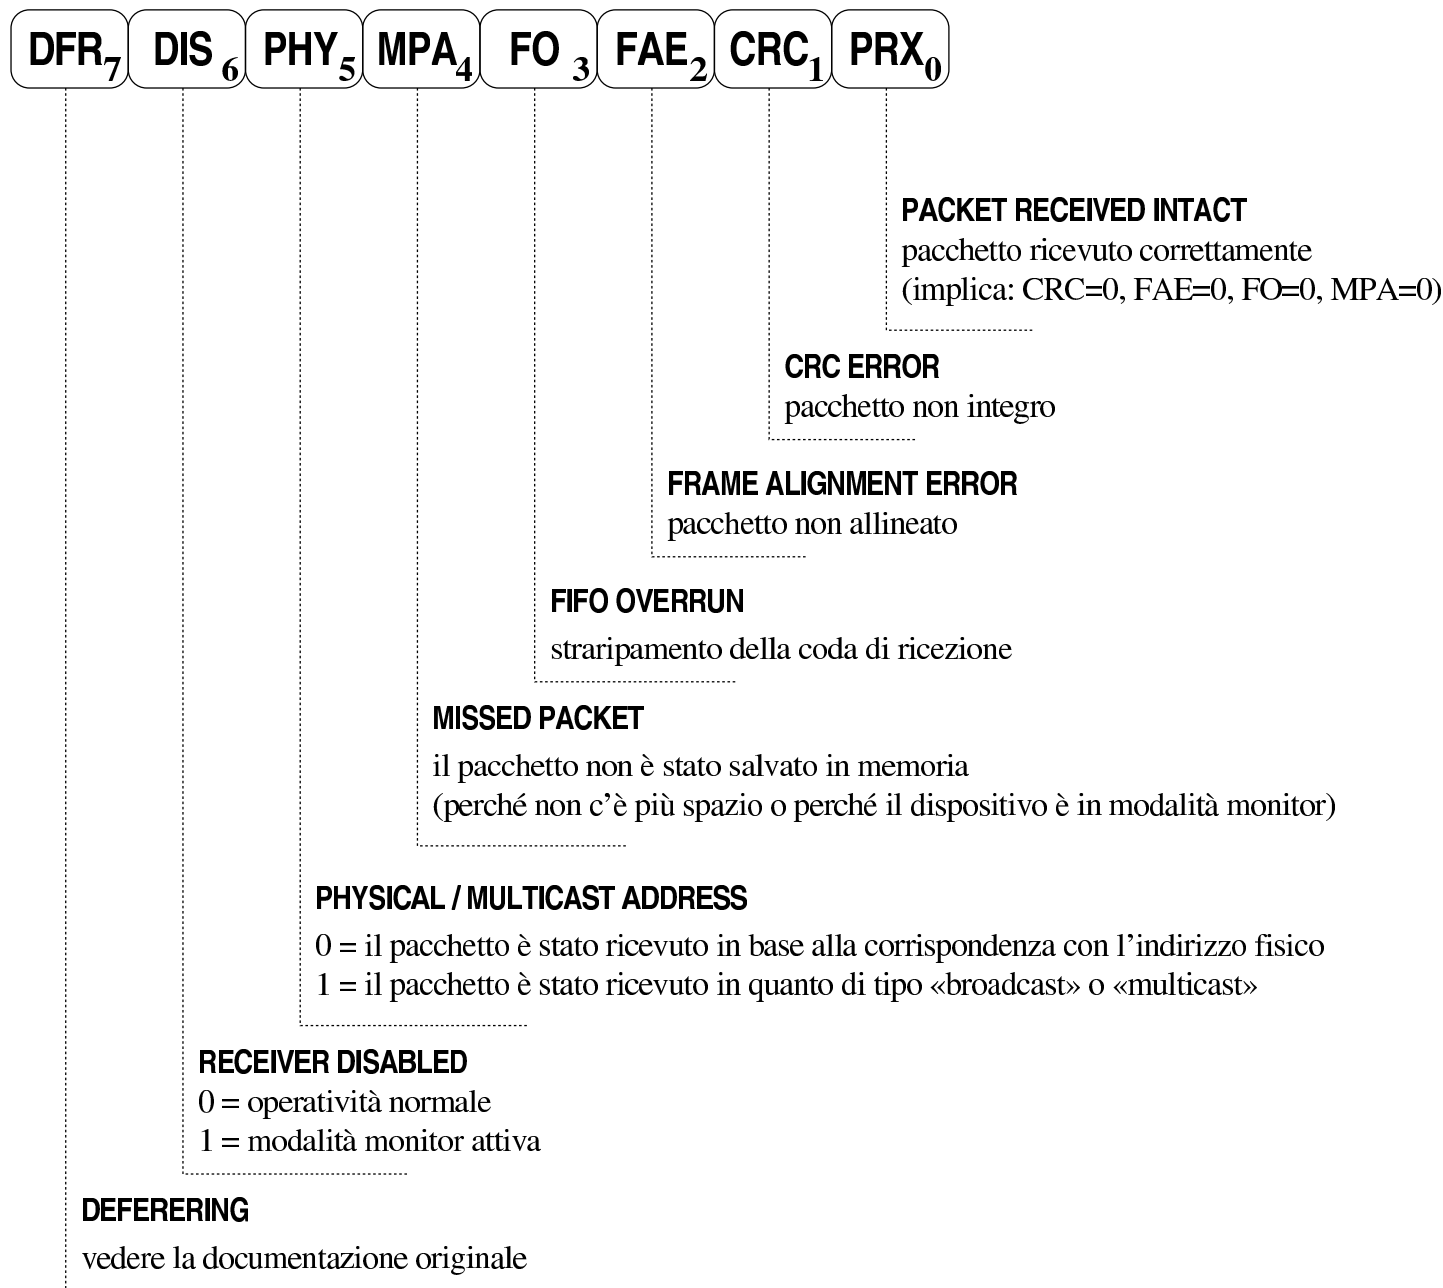 DFR7 DIS 6 PHY5 MPA4 FO 3 FAE2 CRC1 PRX0
PACKET RECEIVED INTACT
pacchetto ricevuto correttamente
(implica: CRC=0, FAE=0, FO=0, MPA=0)
CRC ERROR
pacchetto non integro
FRAME ALIGNMENT ERROR
pacchetto non allineato
FIFO OVERRUN
straripamento della coda di ricezione
MISSED PACKET
il pacchetto non è stato salvato in memoria
(perché non c’è più spazio o perché il dispositivo è in modalità monitor)
PHYSICAL / MULTICAST ADDRESS
0 = il pacchetto è stato ricevuto in base alla corrispondenza con l’indirizzo fisico
1 = il pacchetto è stato ricevuto in quanto di tipo «broadcast» o «multicast»
RECEIVER DISABLED
0 = operatività normale
1 = modalità monitor attiva
DEFERERING
vedere la documentazione originale